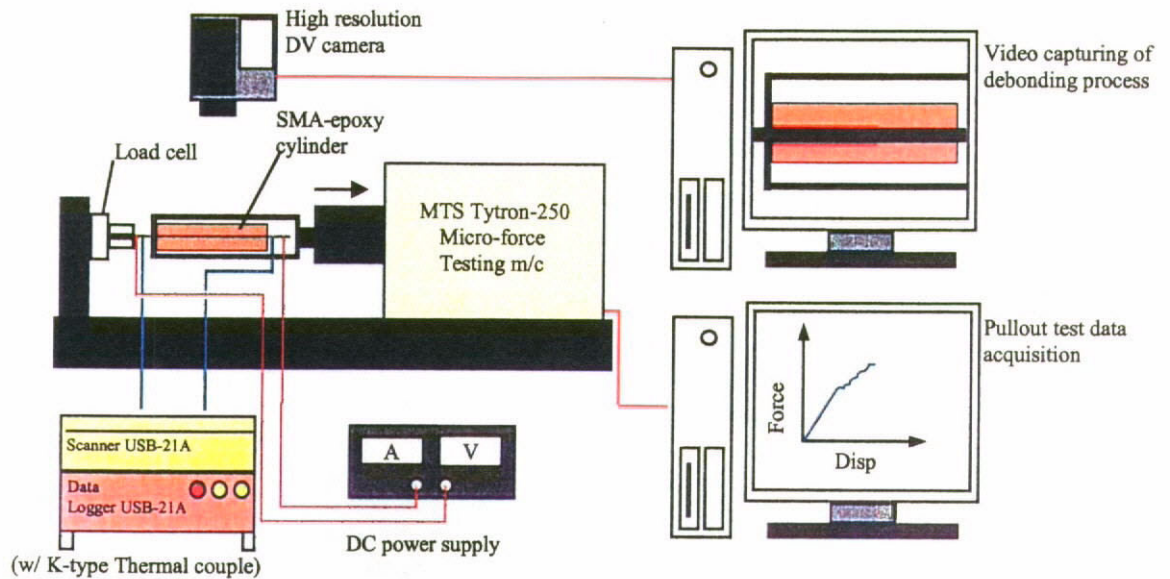 High resolution
DV camera
Video capturing of
debonding process
SMA-epoxy
cylinder
Load cell
MTS Tytron-250
Micro-force
Testing m/c
Pullout test data
acquisition
Force
Disp
Scanner USB-21A
Data
Logger USB-21A
A V
DC power supply
(w/ K-type Thermal couple)